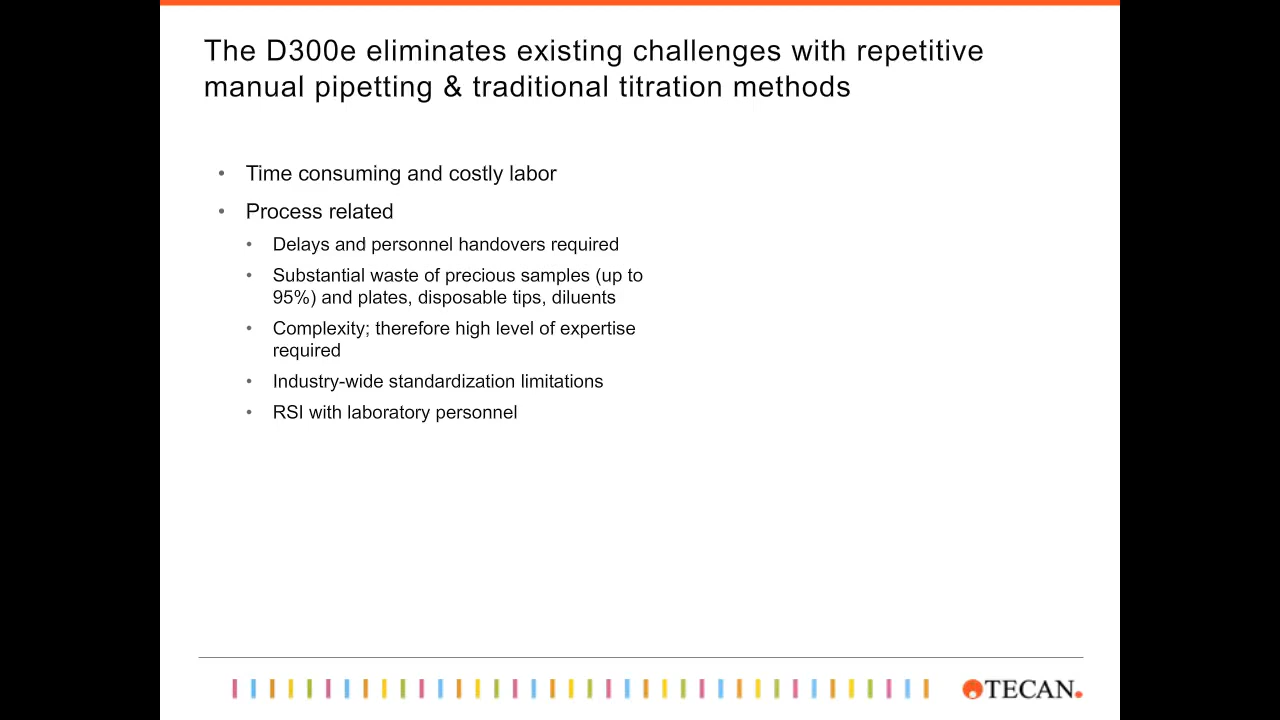 The D300e eliminates existing challenges with repetitive
manual pipetting & traditional titration methods
• Time consuming and costly labor
• Process related
• Delays and personnel handovers required
• Substantial waste of precious samples (up to
95%) and plates, disposable tips, diluents
• Complexity; therefore high level of expertise
required
• Industry-wide standardization limitations
• RSI with laboratory personnel
TECAN.